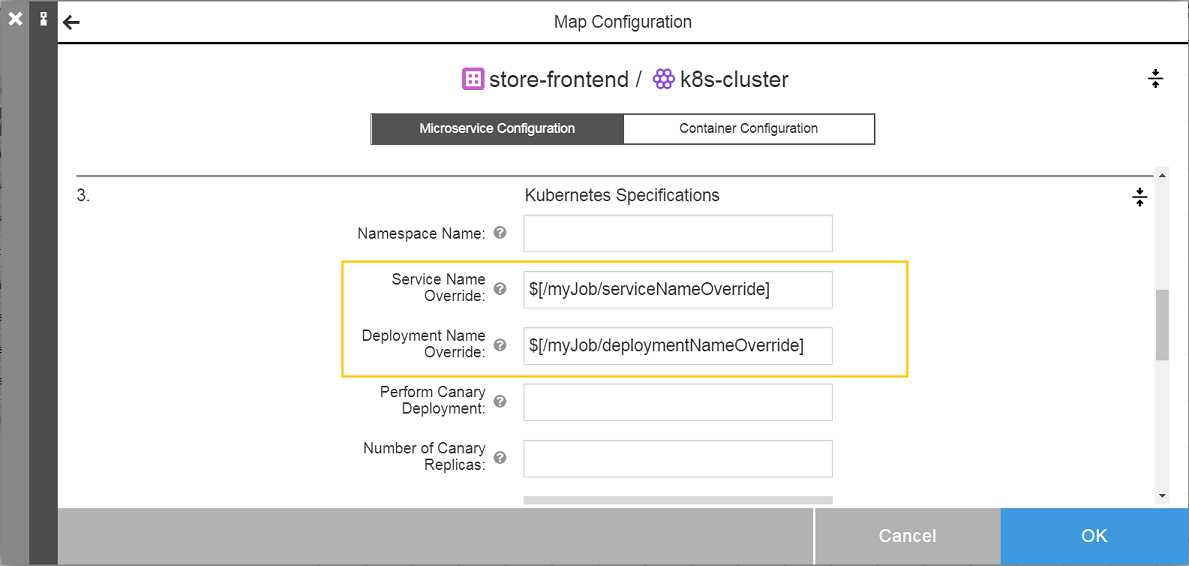 Map Configuration
store-frontend / k8s-cluster
Microservice Configuration
Container Configuration
3.
Kubernetes Specifications
Namespace Name:
Service Name
Override:
$[/myJob/serviceNameOverride]
Deployment Name
Override:
$[/myJob/deploymentNameOverride]
Perform Canary
Deployment:
Number of Canary
Replicas:
Cancel
OK